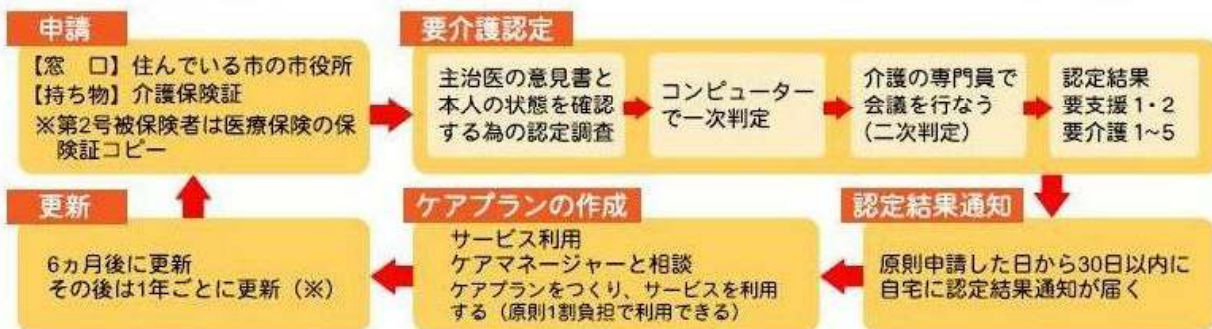 申請
【窓　口】住んでいる市の市役所
【持ち物】介護保険証
※第2号被保険者は医療保険の保
険証コピー
要介護認定
主治医の意見書と
本人の状態を確認
する為の認定調査
コンピューター
で一次判定
介護の専門員で
会議を行なう
（二次判定）
認定結果
要支援1・2
要介護1~5
認定結果通知
原則申請した日から30日以内に
自宅に認定結果通知が届く
ケアプランの作成
サービス利用
ケアマネージャーと相談
ケアプランをつくり、サービスを利用
する（原則1割負担で利用できる）
更新
6ヵ月後に更新
その後は1年ごとに更新（※）